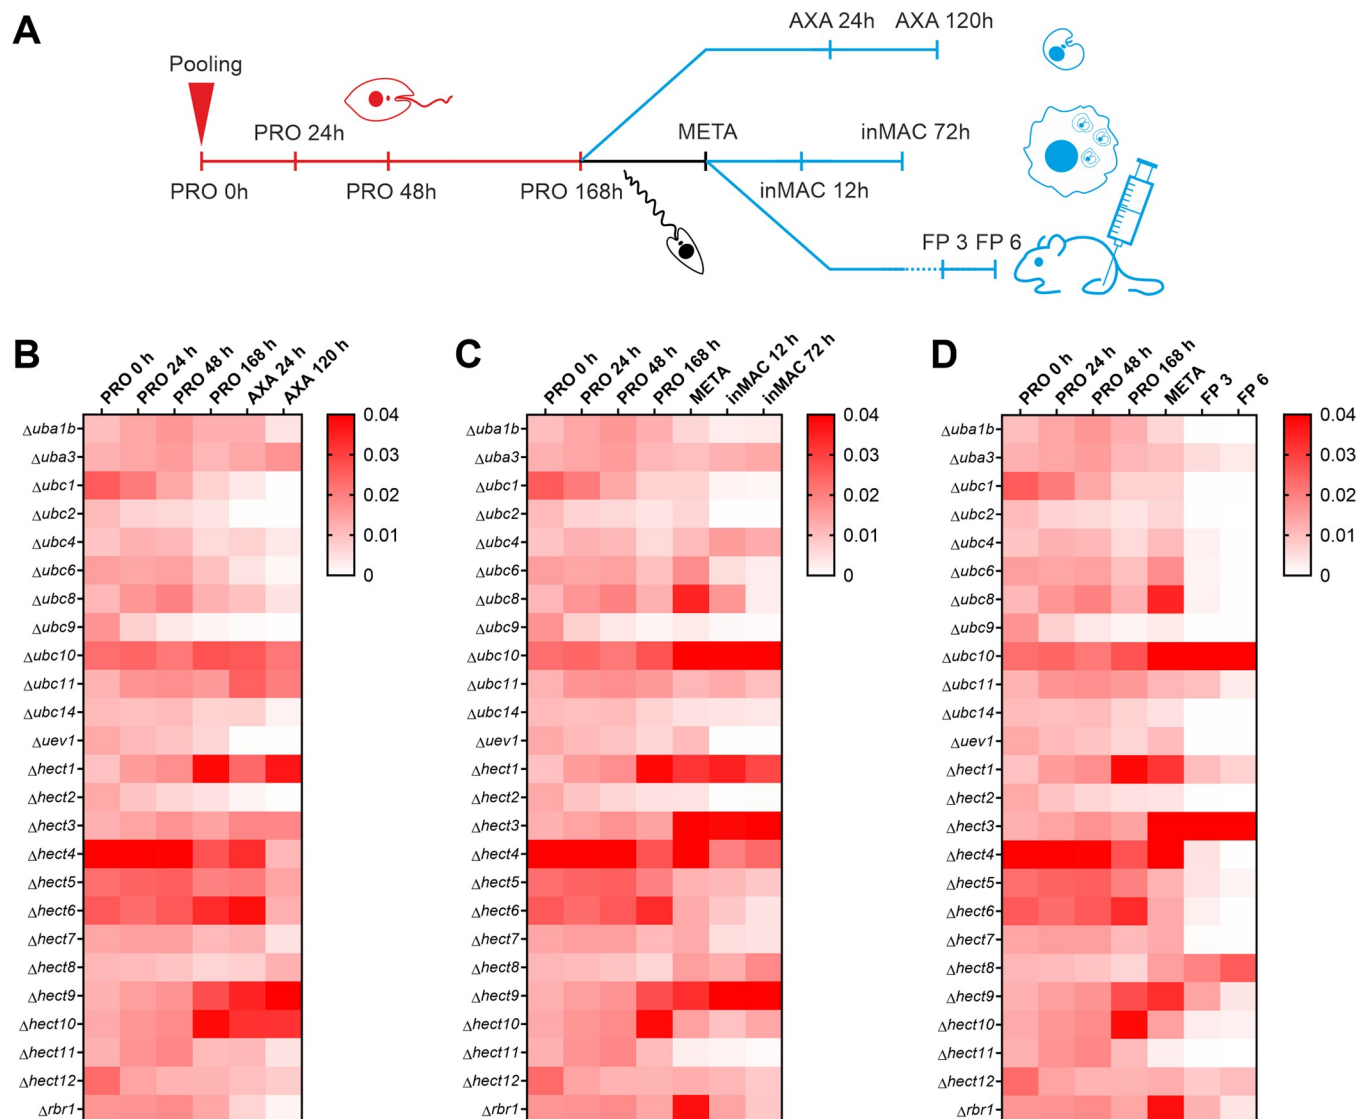 A
Pooling
PRO 0h
PRO 24h
PRO 48h
PRO 168h
META
AXA 24h
AXA 120h
inMAC 12h
inMAC 72h
FP 3
FP 6
B
PRO 0 h
PRO 24 h
PRO 48 h
PRO 168 h
AXA 24 h
AXA 120 h
Δuba1b
Δuba3
Δubc1
Δubc2
Δubc4
Δubc6
Δubc8
Δubc9
Δubc10
Δubc11
Δubc14
Δuev1
Δhect1
Δhect2
Δhect3
Δhect4
Δhect5
Δhect6
Δhect7
Δhect8
Δhect9
Δhect10
Δhect11
Δhect12
Δrbr1
0.04
0.03
0.02
0.01
0
C
PRO 0 h
PRO 24 h
PRO 48 h
PRO 168 h
META
inMAC 12 h
inMAC 72 h
Δuba1b
Δuba3
Δubc1
Δubc2
Δubc4
Δubc6
Δubc8
Δubc9
Δubc10
Δubc11
Δubc14
Δuev1
Δhect1
Δhect2
Δhect3
Δhect4
Δhect5
Δhect6
Δhect7
Δhect8
Δhect9
Δhect10
Δhect11
Δhect12
Δrbr1
0.04
0.03
0.02
0.01
0
D
PRO 0 h
PRO 24 h
PRO 48 h
PRO 168 h
META
FP 3
FP 6
Δuba1b
Δuba3
Δubc1
Δubc2
Δubc4
Δubc6
Δubc8
Δubc9
Δubc10
Δubc11
Δubc14
Δuev1
Δhect1
Δhect2
Δhect3
Δhect4
Δhect5
Δhect6
Δhect7
Δhect8
Δhect9
Δhect10
Δhect11
Δhect12
Δrbr1
0.04
0.03
0.02
0.01
0